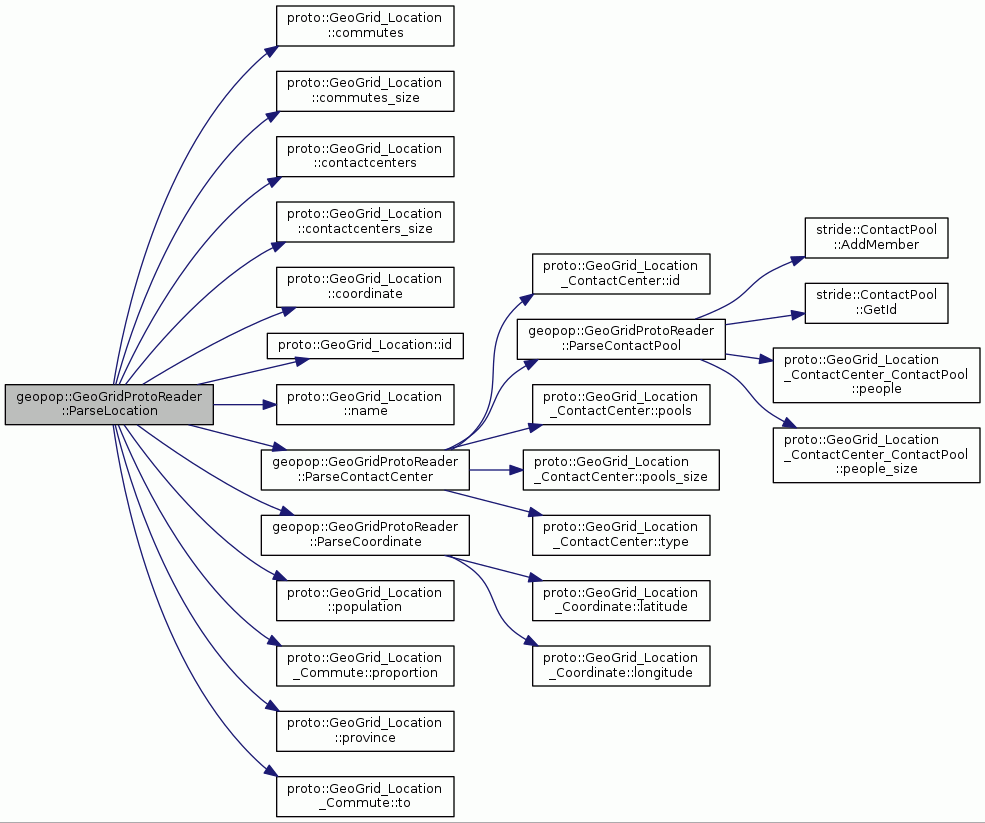 geopop::GeoGridProtoReader
::ParseLocation
proto::GeoGrid_Location
::commutes
proto::GeoGrid_Location
::commutes_size
proto::GeoGrid_Location
::contactcenters
proto::GeoGrid_Location
::contactcenters_size
proto::GeoGrid_Location
::coordinate
proto::GeoGrid_Location::id
proto::GeoGrid_Location
::name
geopop::GeoGridProtoReader
::ParseContactCenter
geopop::GeoGridProtoReader
::ParseCoordinate
proto::GeoGrid_Location
::population
proto::GeoGrid_Location
_Commute::proportion
proto::GeoGrid_Location
::province
proto::GeoGrid_Location
_Commute::to
proto::GeoGrid_Location
_ContactCenter::id
geopop::GeoGridProtoReader
::ParseContactPool
proto::GeoGrid_Location
_ContactCenter::pools
proto::GeoGrid_Location
_ContactCenter::pools_size
proto::GeoGrid_Location
_ContactCenter::type
proto::GeoGrid_Location
_Coordinate::latitude
proto::GeoGrid_Location
_Coordinate::longitude
stride::ContactPool
::AddMember
stride::ContactPool
::GetId
proto::GeoGrid_Location
_ContactCenter_ContactPool
::people
proto::GeoGrid_Location
_ContactCenter_ContactPool
::people_size